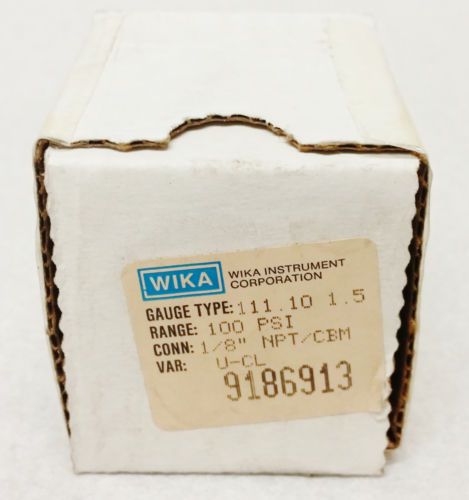 WIKA
WIKA INSTRUMENT
CORPORATION
GAUGE TYPE: 111.10 1.5
RANGE: 100 PSI
CONN: 1/8" NPT/CBM
VAR: U-CL
9186913